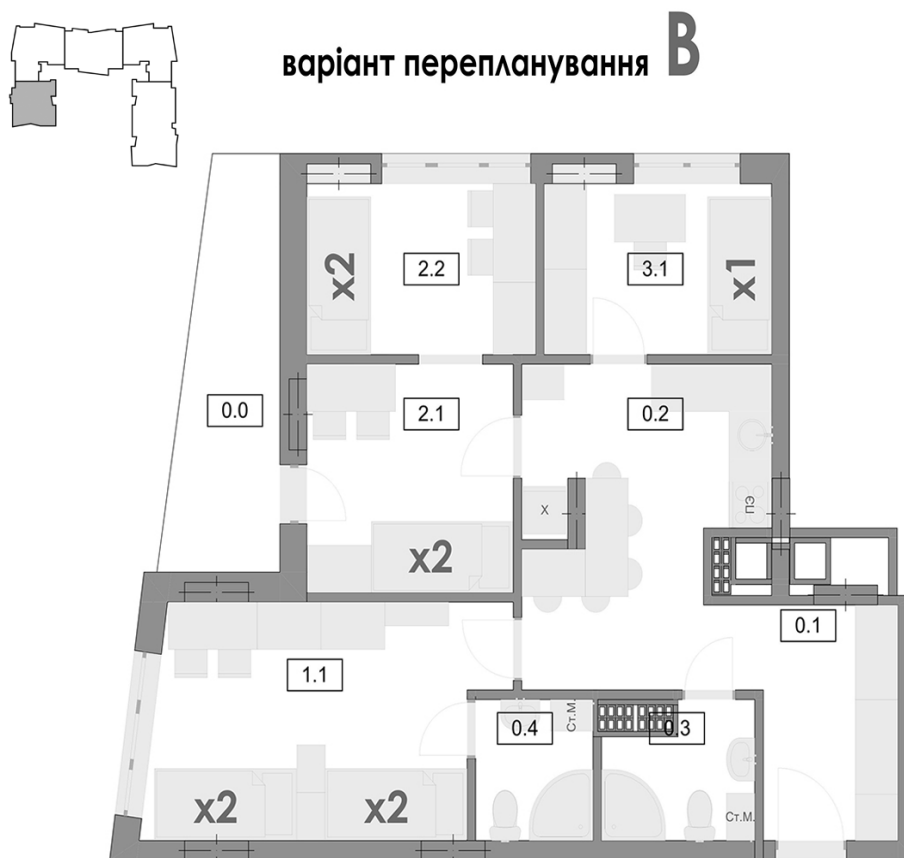 варіант перепланування В
x2
2.2
3.1
x1
0.0
2.1
0.2
X
ПЭ
x2
0.1
1.1
0.4
Ст.М.
0.3
x2
x2
Ст.М.